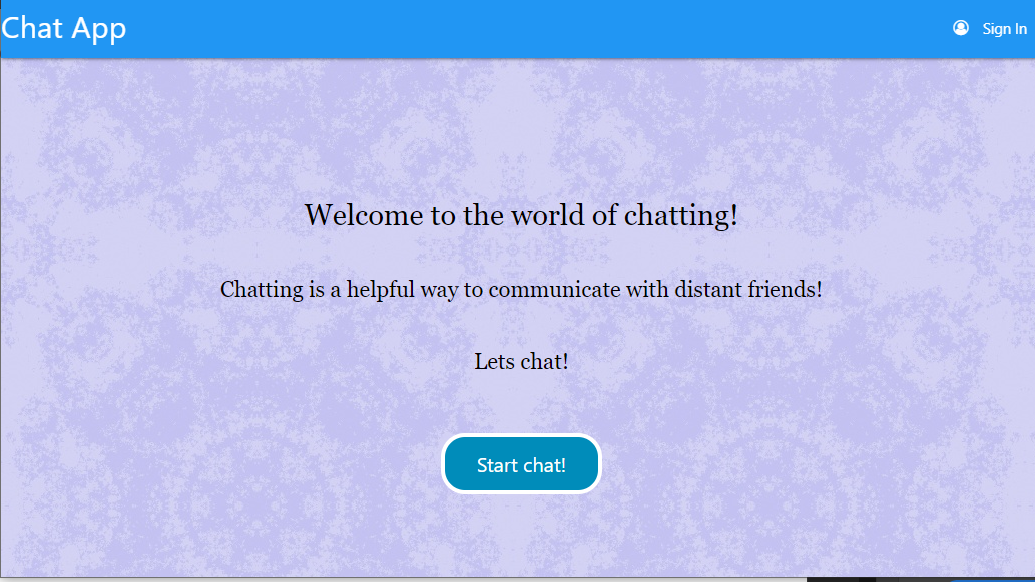 Chat App
Sign In
Welcome to the world of chatting!
Chatting is a helpful way to communicate with distant friends!
Lets chat!
Start chat!